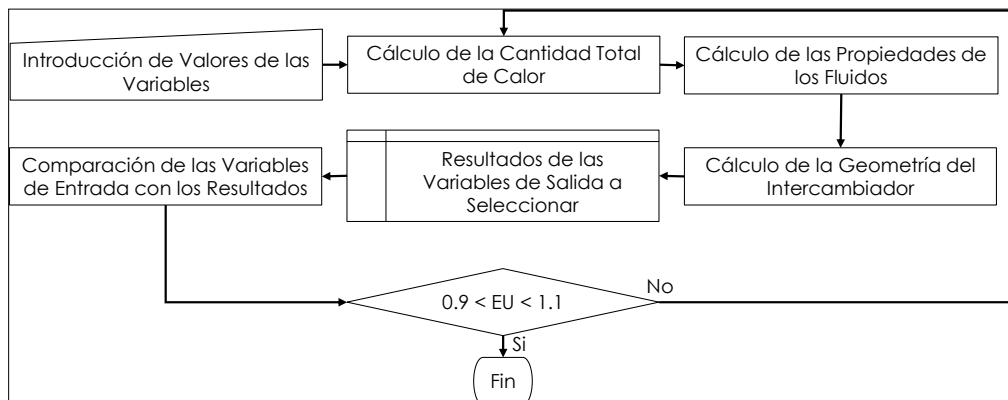 Introducción de Valores de las
Variables
Cálculo de la Cantidad Total
de Calor
Cálculo de las Propiedades de
los Fluidos
Comparación de las Variables
de Entrada con los Resultados
Resultados de las
Variables de Salida a
Seleccionar
Cálculo de la Geometría del
Intercambiador
0.9 < EU < 1.1
No
Si
Fin